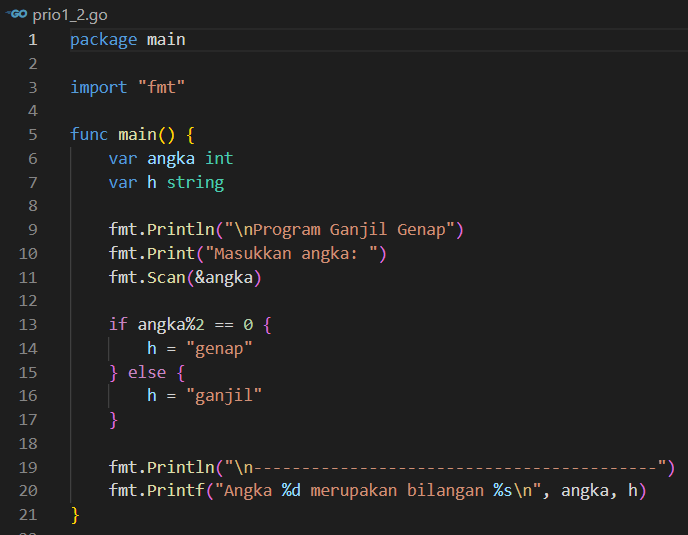 GO prio1_2.go
1 package main
2
3 import "fmt"
4
5 func main() {
6     var angka int
7     var h string
8
9     fmt.Println("\nProgram Ganjil Genap")
10     fmt.Print("Masukkan angka: ")
11     fmt.Scan(&angka)
12
13     if angka%2 == 0 {
14         h = "genap"
15     } else {
16         h = "ganjil"
17     }
18
19     fmt.Println("\n------------------------------------------")
20     fmt.Printf("Angka %d merupakan bilangan %s\n", angka, h)
21 }